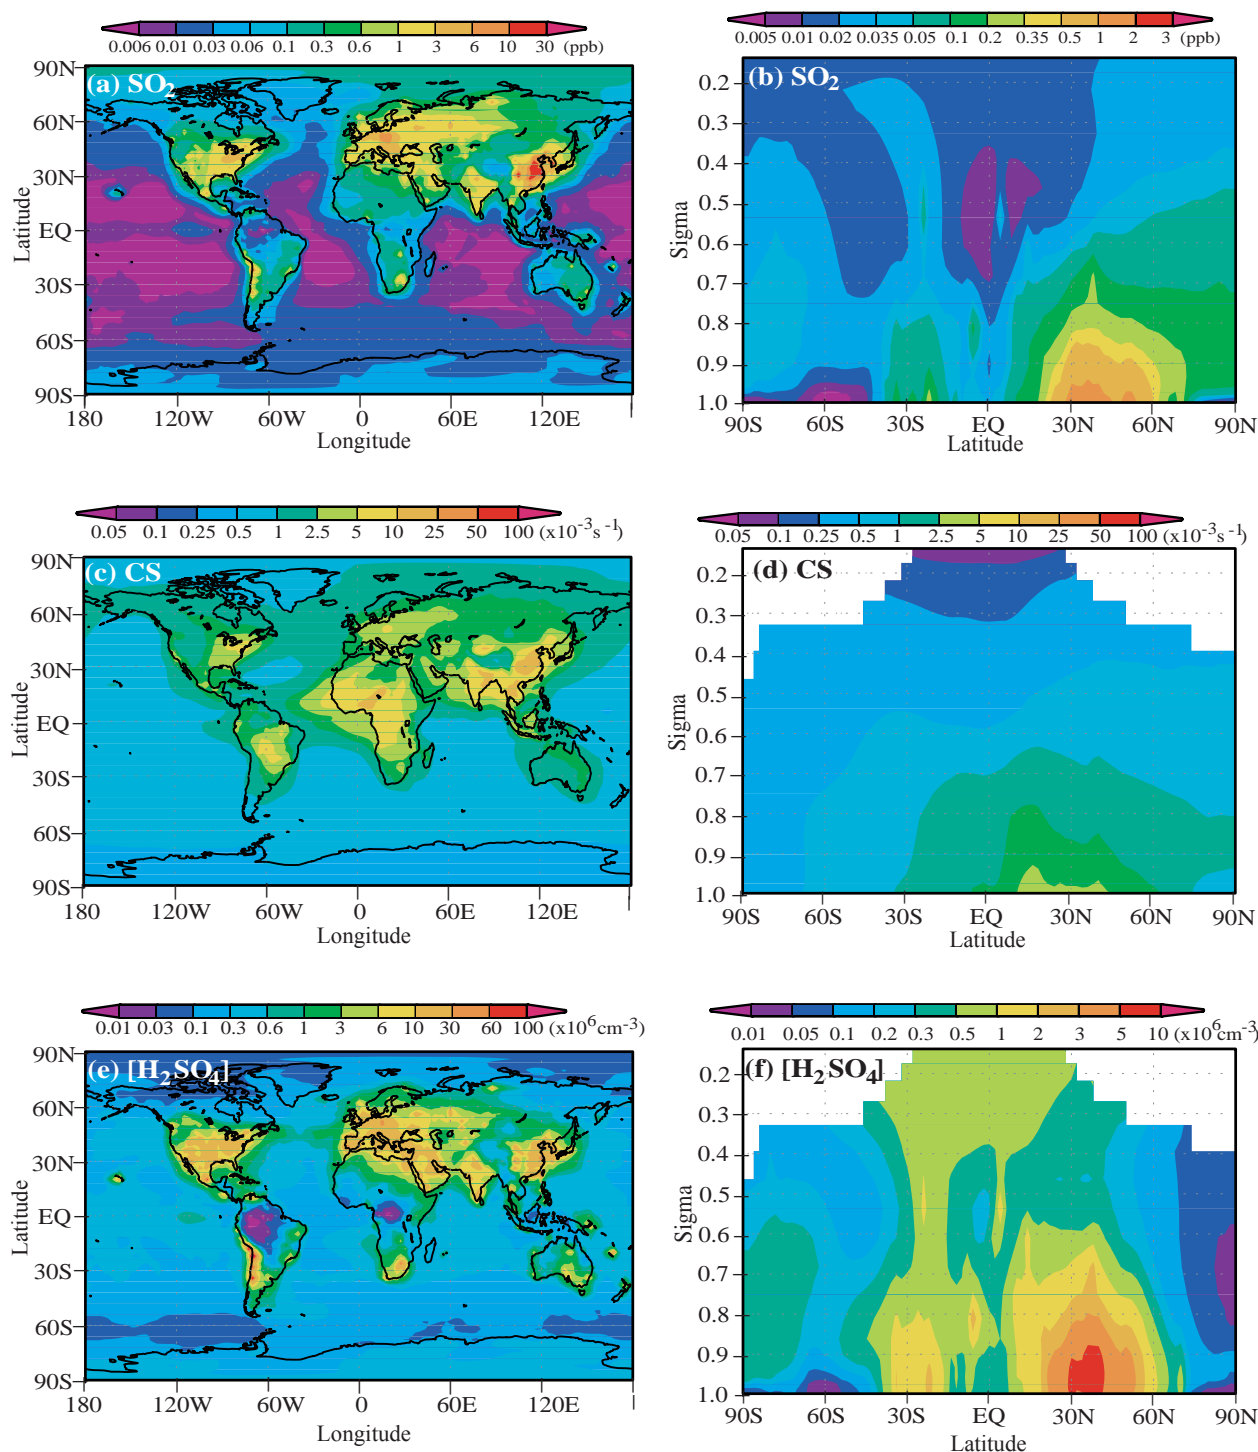 0.006 0.01 0.03 0.06 0.1 0.3 0.6 1 3 6 10 30 (ppb)
(a) SO2
90N
60N
30N
EQ
30S
60S
90S
Latitude
180 120W 60W 0 60E 120E
Longitude
0.005 0.01 0.02 0.035 0.05 0.1 0.2 0.35 0.5 1 2 3 (ppb)
(b) SO2
0.2
0.3
0.4
0.5
0.6
0.7
0.8
0.9
1.0
Sigma
90S 60S 30S EQ 30N 60N 90N
Latitude
0.05 0.1 0.25 0.5 1 2.5 5 10 25 50 100 (x10-3s-1)
(c) CS
90N
60N
30N
EQ
30S
60S
90S
Latitude
180 120W 60W 0 60E 120E
Longitude
0.05 0.1 0.25 0.5 1 2.5 5 10 25 50 100 (x10-3s-1)
(d) CS
0.2
0.3
0.4
0.5
0.6
0.7
0.8
0.9
1.0
Sigma
90S 60S 30S EQ 30N 60N 90N
Latitude
0.01 0.03 0.1 0.3 0.6 1 3 6 10 30 60 100 (x106cm-3)
(e) [H2SO4]
90N
60N
30N
EQ
30S
60S
90S
Latitude
180 120W 60W 0 60E 120E
Longitude
0.01 0.05 0.1 0.2 0.3 0.5 1 2 3 5 10 (x106cm-3)
(f) [H2SO4]
0.2
0.3
0.4
0.5
0.6
0.7
0.8
0.9
1.0
Sigma
90S 60S 30S EQ 30N 60N 90N
Latitude